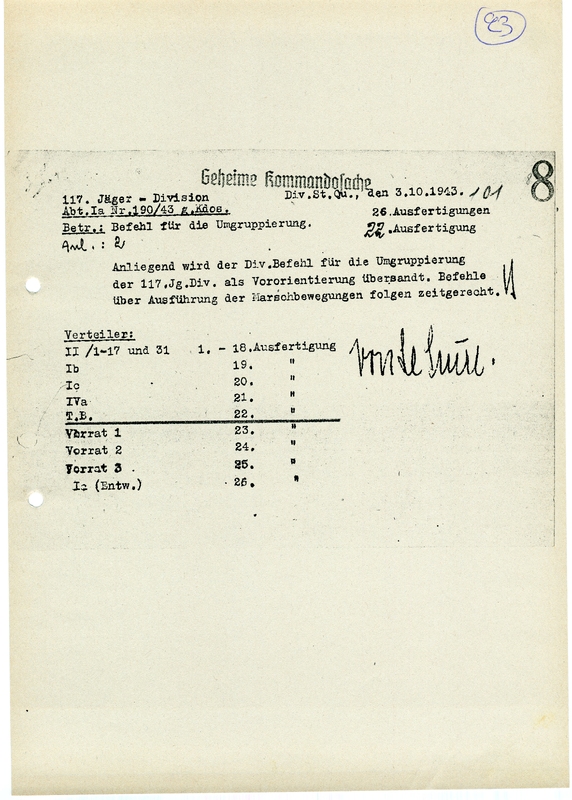 23
8
Geheime Kommandosache
117. Jäger - Division Div.St.Qu., den 3.10.1943. 101
Abt.Ia Nr.190/43 g.Kdos. 26.Ausfertigungen
Betr.: Befehl für die Umgruppierung. 22.Ausfertigung
Anl.: 2
Anliegend wird der Div.Befehl für die Umgruppierung
der 117.Jg.Div. als Vororientierung übersandt. Befehle
über Ausführung der Marschbewegungen folgen zeitgerecht.
Verteiler:
II /1-17 und 31 1. - 18.Ausfertigung
Ib 19. "
Ic 20. "
IVa 21. "
T.B. 22. "
Vorrat 1 23. "
Vorrat 2 24. "
Vorrat 3 25. "
Ia (Entw.) 26. "
von Le Suire.